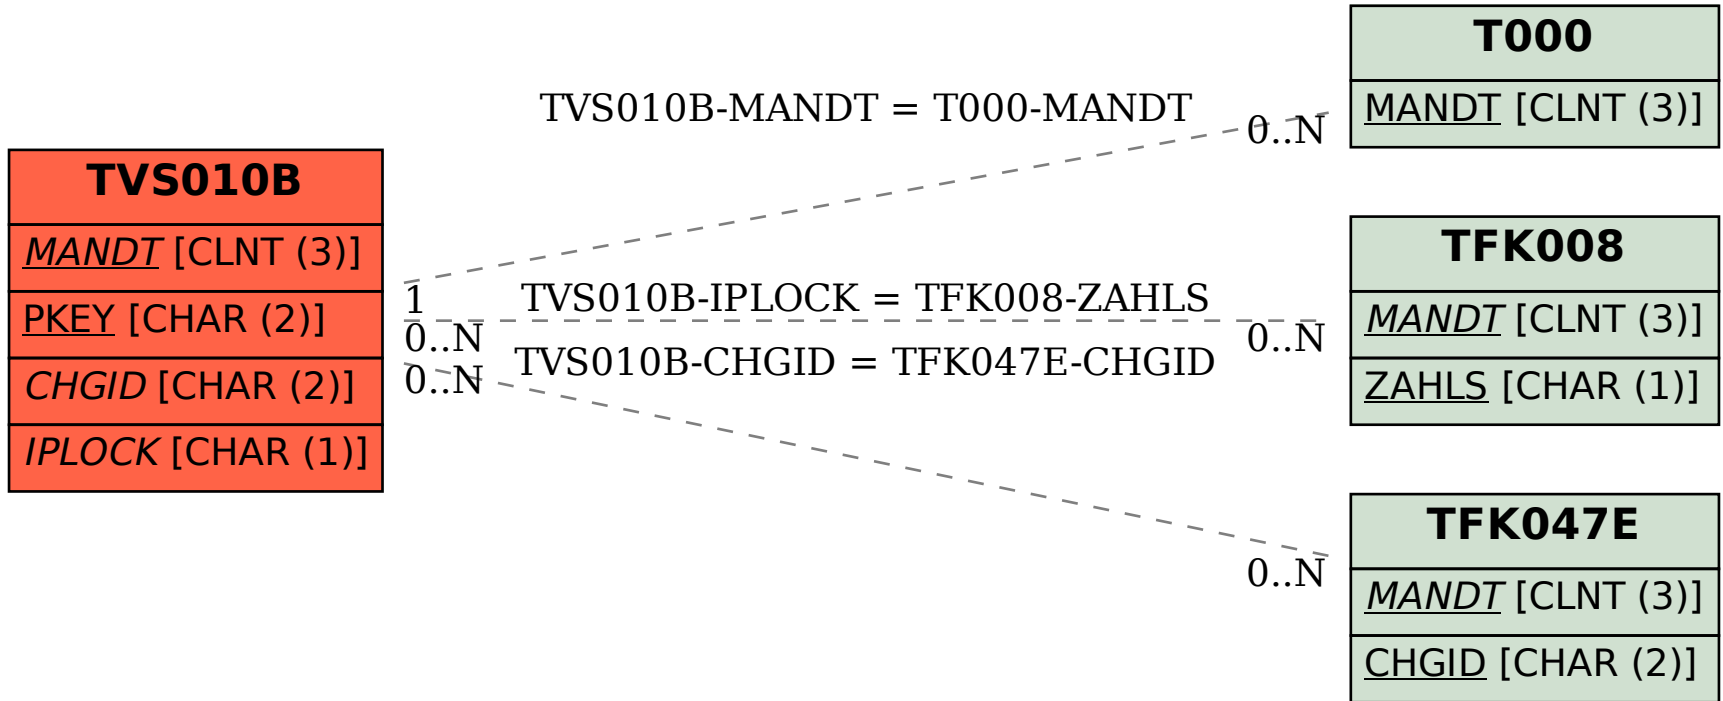 TVS010B
MANDT [CLNT (3)]
PKEY [CHAR (2)]
CHGID [CHAR (2)]
IPLOCK [CHAR (1)]
TVS010B-MANDT = T000-MANDT
0..N
1
TVS010B-IPLOCK = TFK008-ZAHLS
0..N
0..N
TVS010B-CHGID = TFK047E-CHGID
0..N
0..N
T000
MANDT [CLNT (3)]
TFK008
MANDT [CLNT (3)]
ZAHLS [CHAR (1)]
TFK047E
MANDT [CLNT (3)]
CHGID [CHAR (2)]